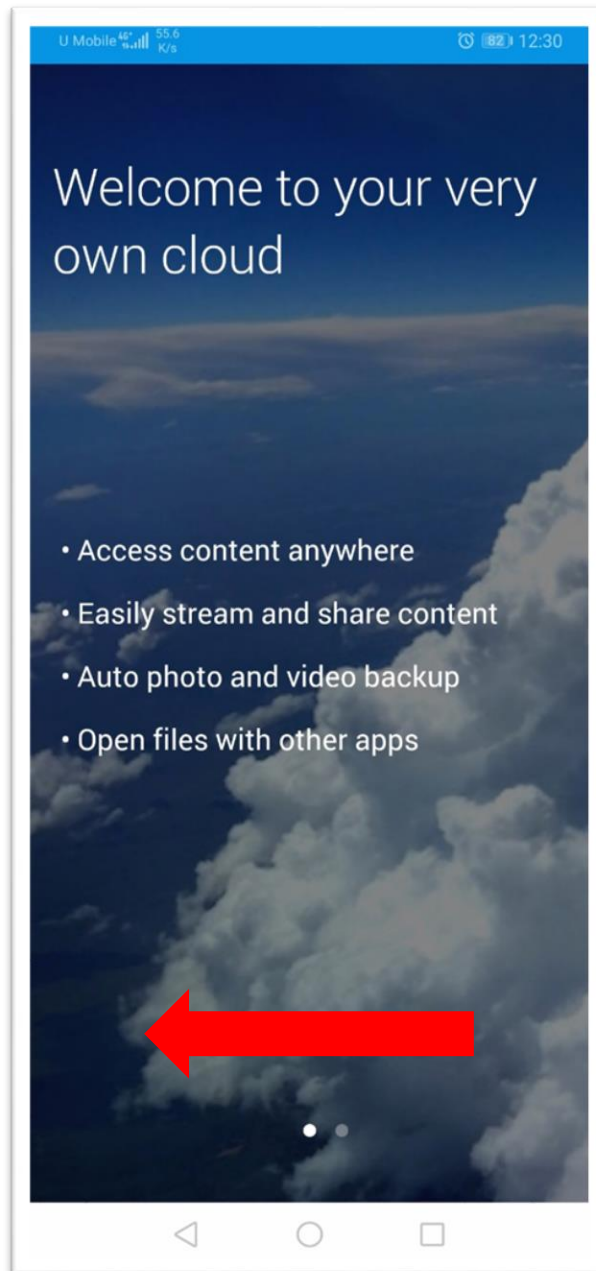 U Mobile 4G+ 55.6 K/s 82 12:30
Welcome to your very
own cloud
• Access content anywhere
• Easily stream and share content
• Auto photo and video backup
• Open files with other apps